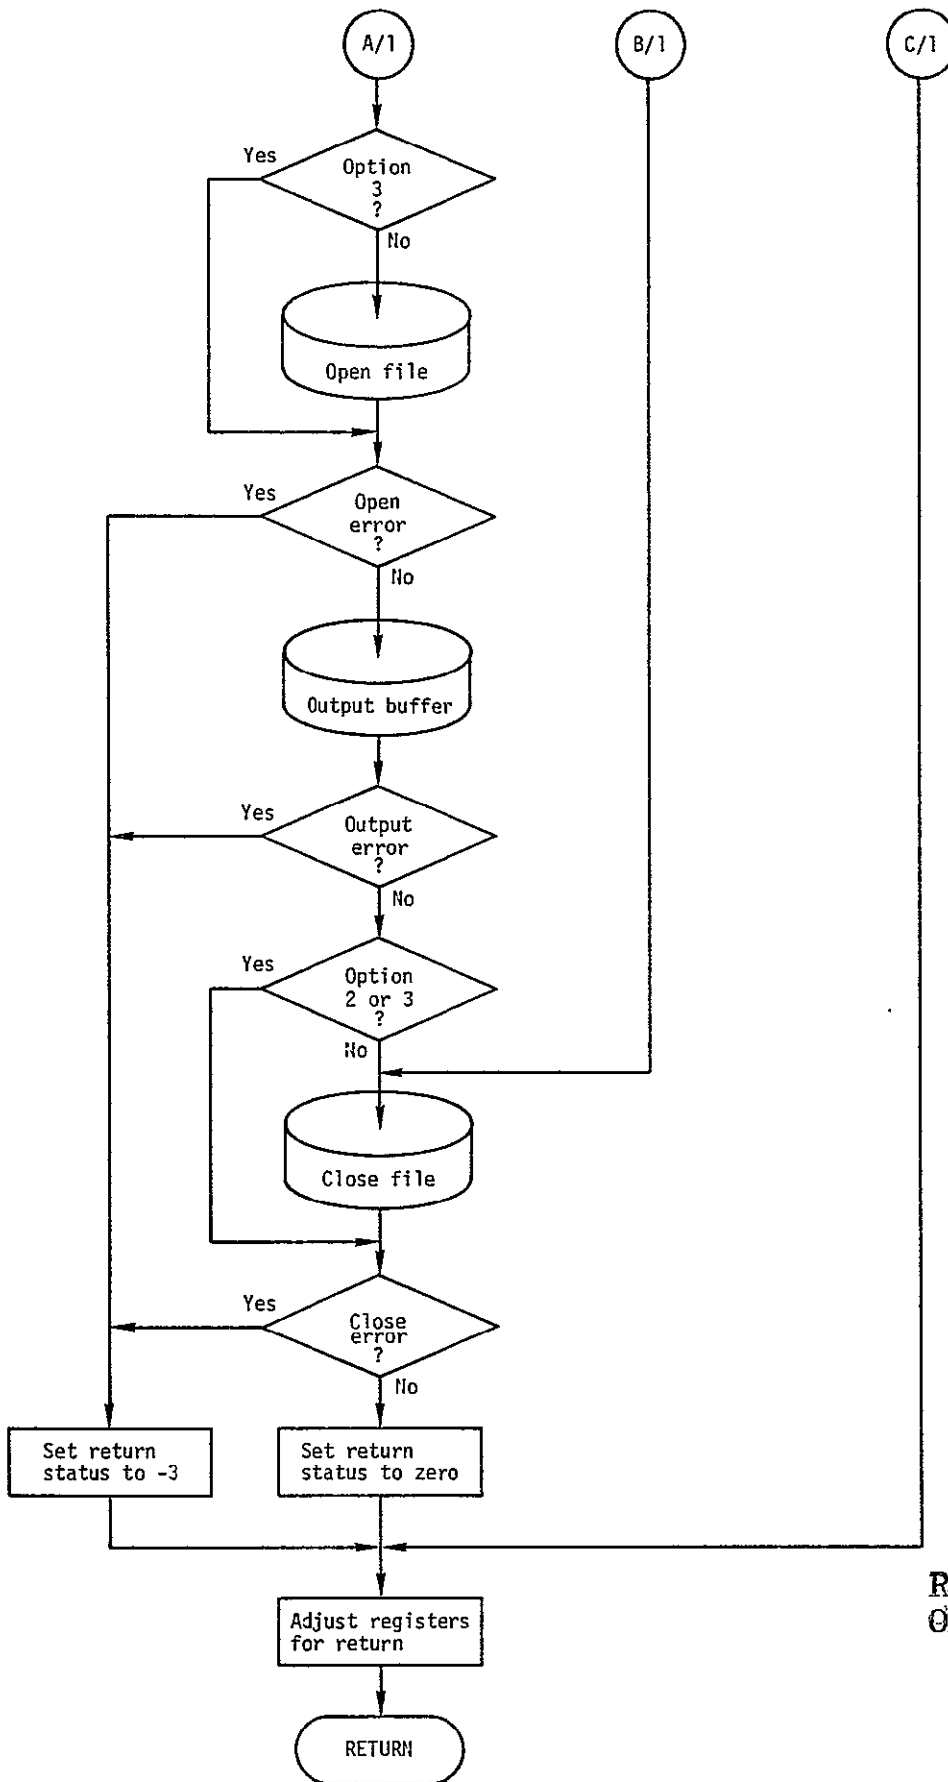 A/1
B/1
C/1
Yes
Option
3
?
No
Open file
Yes
Open
error
?
No
Output buffer
Yes
Output
error
?
No
Yes
Option
2 or 3
?
No
Close file
Yes
Close
error
?
No
Set return
status to -3
Set return
status to zero
R
O
Adjust registers
for return
RETURN